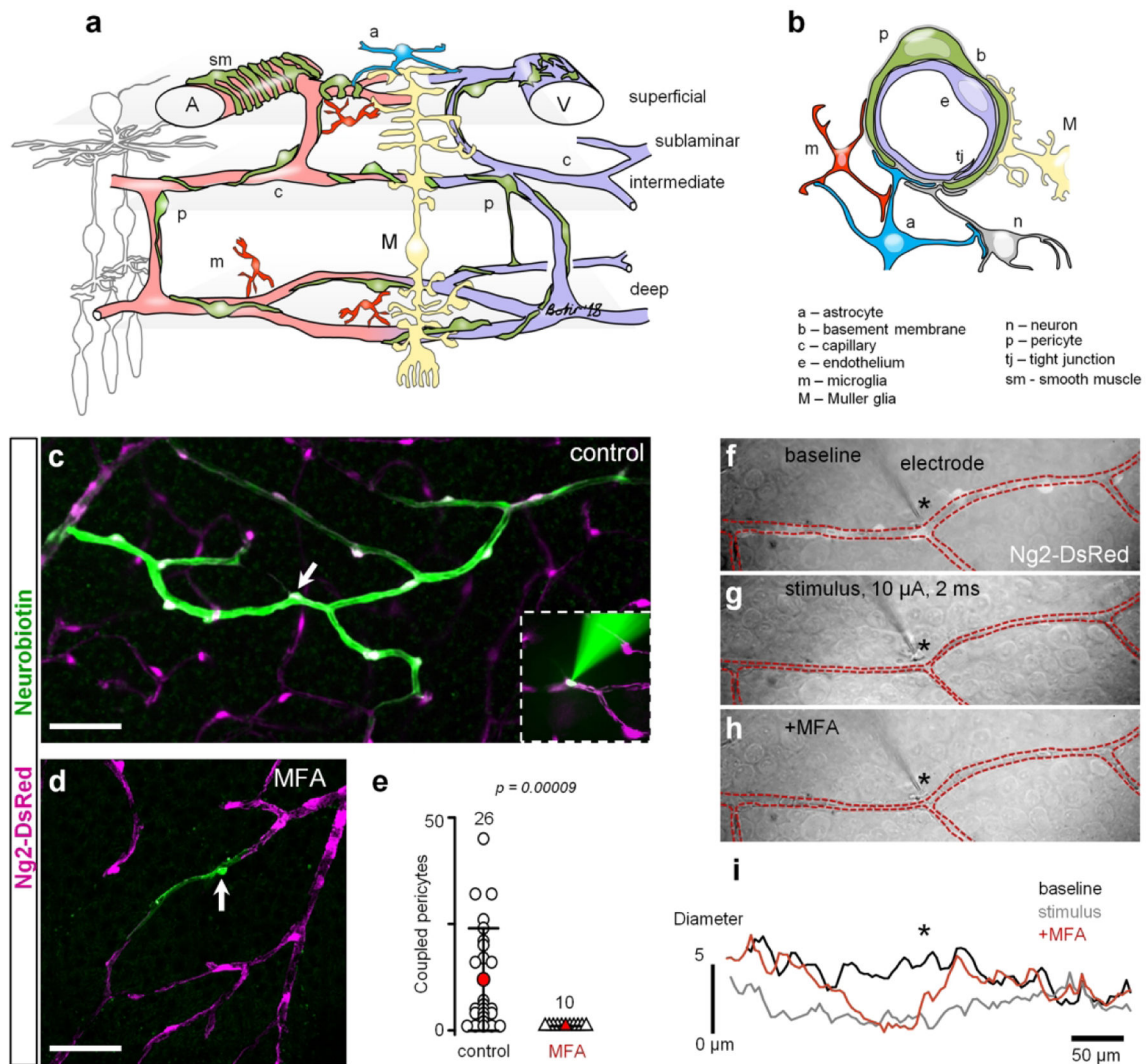 a
a
sm
A
V
superficial
sublaminar
c
intermediate
c
p
p
M
m
deep
Botir '18
b
p
b
e
M
m
tj
a
n
a – astrocyte
b – basement membrane
c – capillary
e – endothelium
m – microglia
M – Muller glia
n – neuron
p – pericyte
tj – tight junction
sm - smooth muscle
Neurobiotin
Ng2-DsRed
c
control
d
MFA
e
p = 0.00009
50
26
Coupled pericytes
10
0
control
MFA
f
baseline
electrode
*
Ng2-DsRed
g
stimulus, 10 µA, 2 ms
*
h
+MFA
*
i
baseline
stimulus
+MFA
Diameter
*
5
0 µm
50 µm